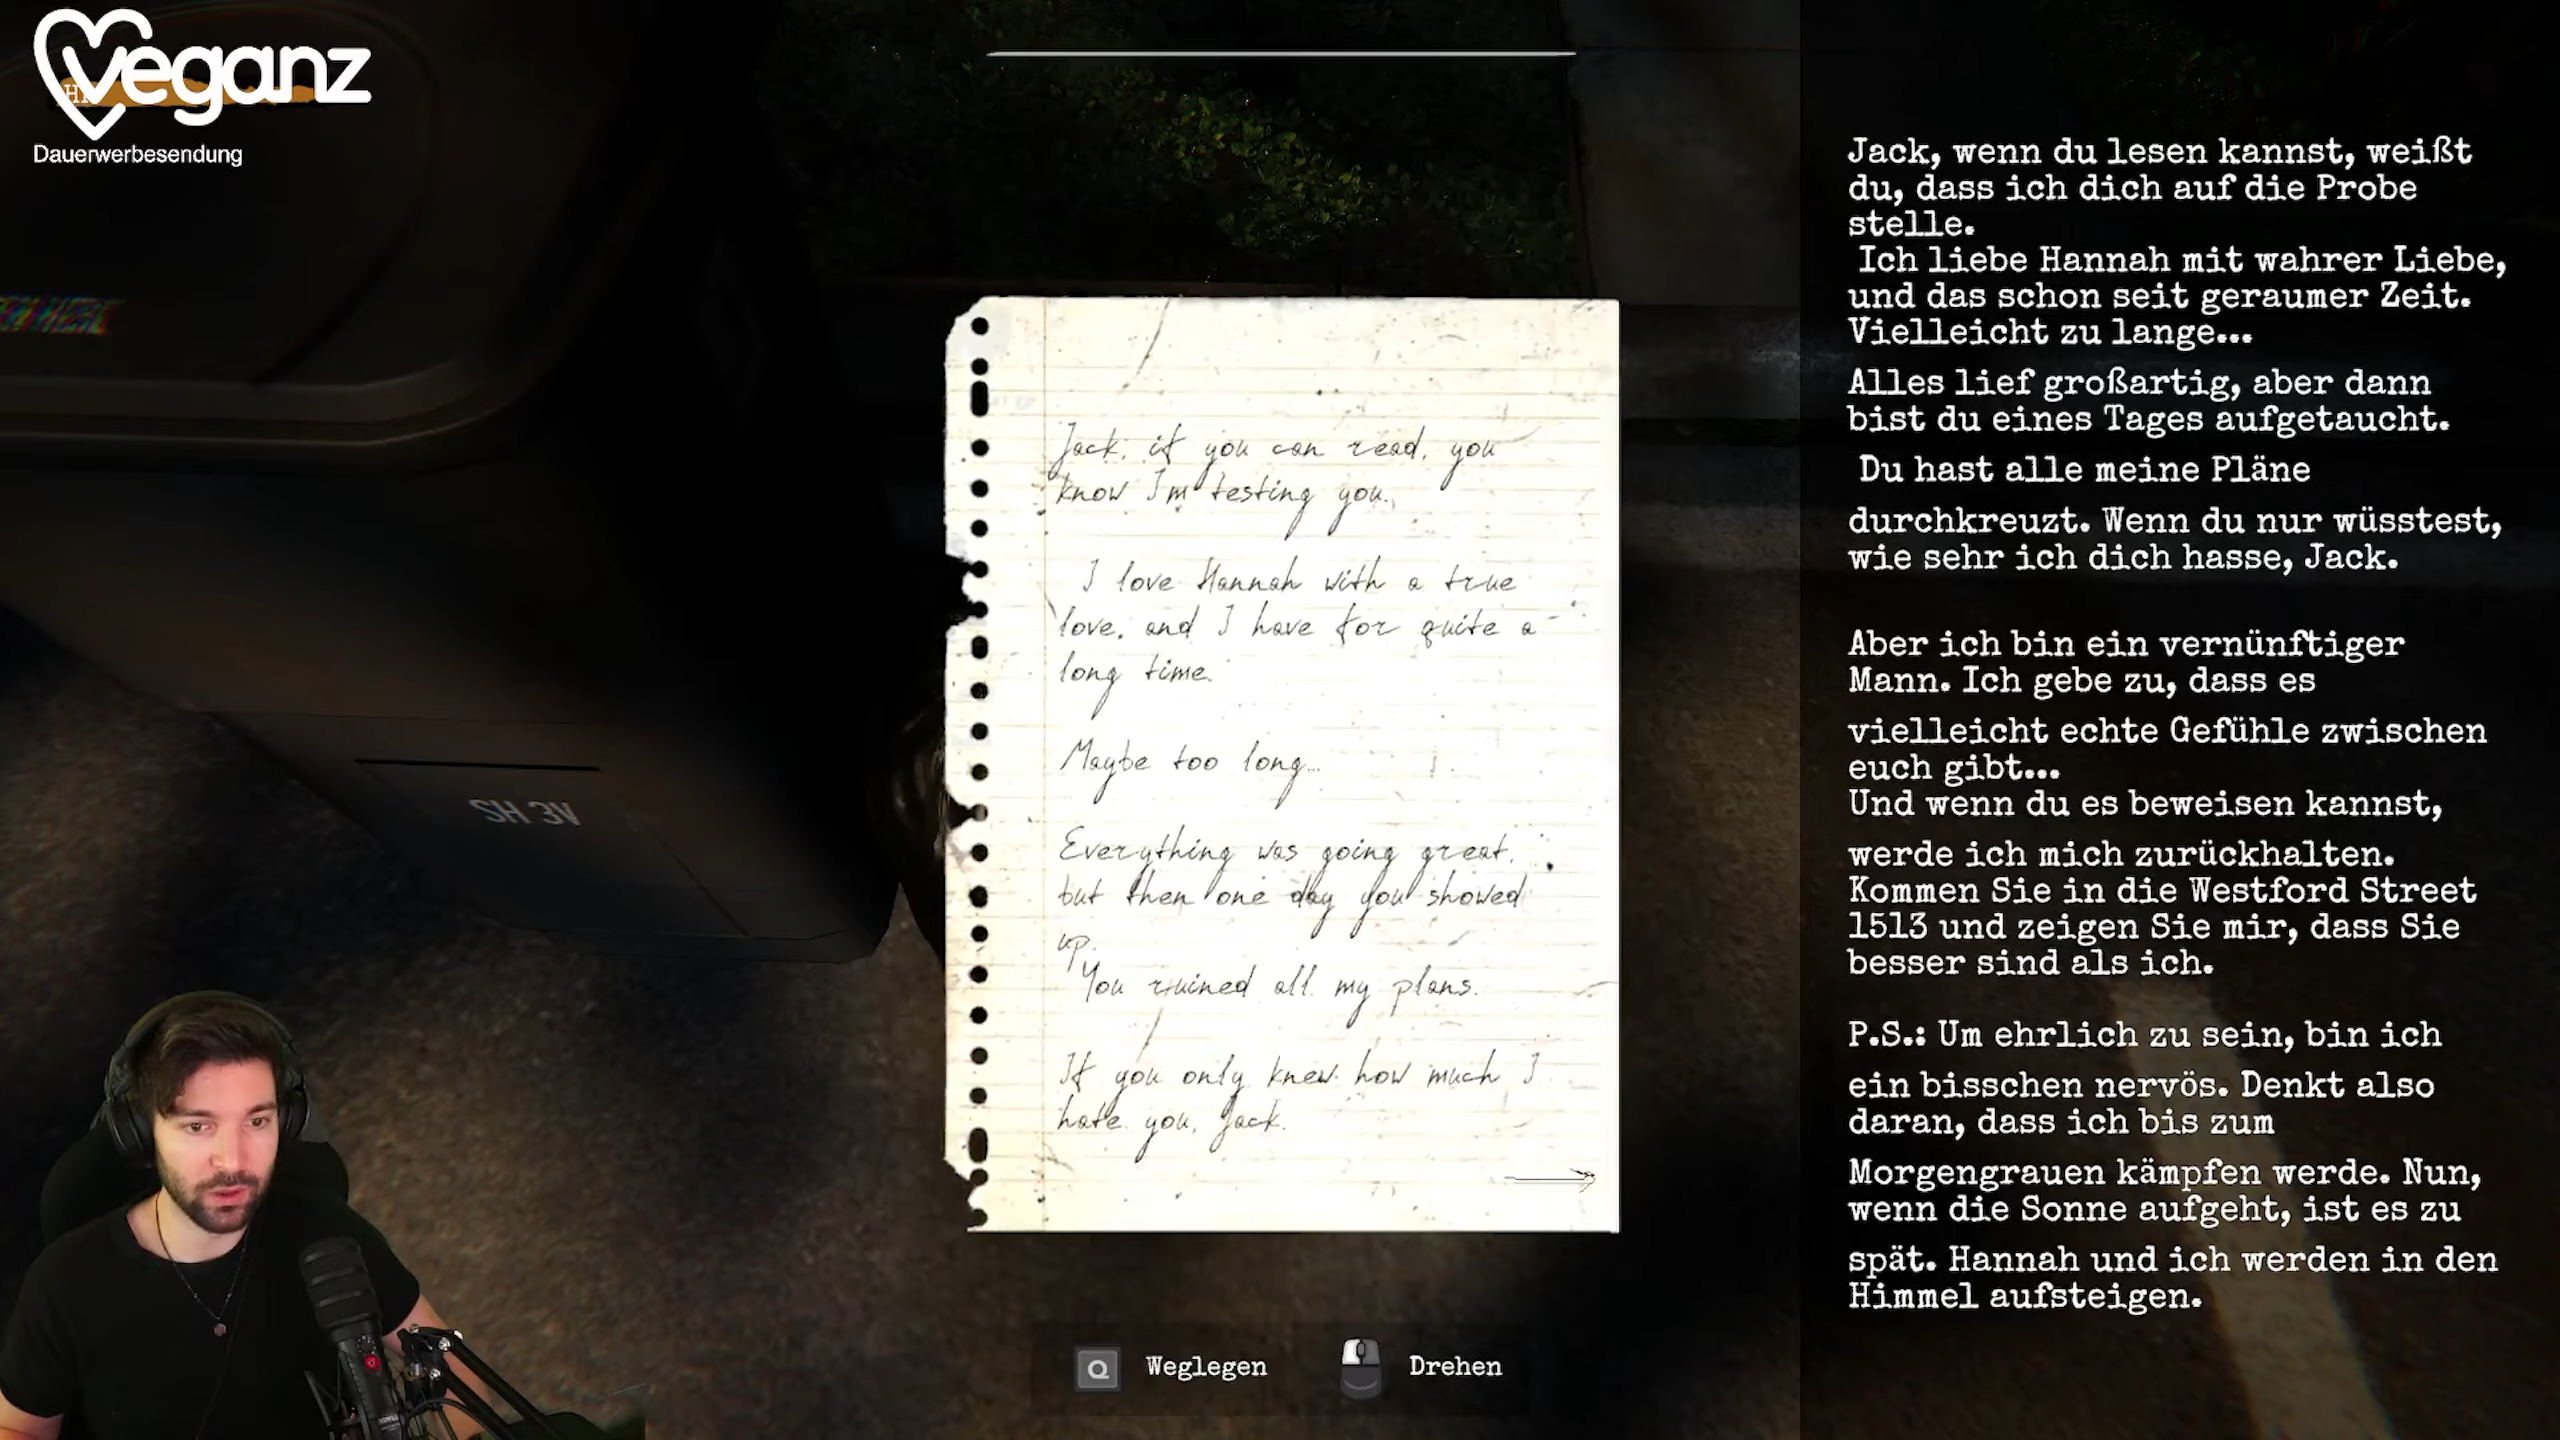 veganz
Dauerwerbesendung
SH 3V
Jack, if you can read, you
know I'm testing you.
I love Hannah with a true
love, and I have for quite a
long time.
Maybe too long...
Everything was going great,
but then one day you showed
up.
You ruined all my plans.
If you only knew how much I
hate you, Jack.
Q Weglegen
Drehen
Jack, wenn du lesen kannst, weißt
du, dass ich dich auf die Probe
stelle.
Ich liebe Hannah mit wahrer Liebe,
und das schon seit geraumer Zeit.
Vielleicht zu lange...
Alles lief großartig, aber dann
bist du eines Tages aufgetaucht.
Du hast alle meine Pläne
durchkreuzt. Wenn du nur wüsstest,
wie sehr ich dich hasse, Jack.
Aber ich bin ein vernünftiger
Mann. Ich gebe zu, dass es
vielleicht echte Gefühle zwischen
euch gibt...
Und wenn du es beweisen kannst,
werde ich mich zurückhalten.
Kommen Sie in die Westford Street
1513 und zeigen Sie mir, dass Sie
besser sind als ich.
P.S.: Um ehrlich zu sein, bin ich
ein bisschen nervös. Denkt also
daran, dass ich bis zum
Morgengrauen kämpfen werde. Nun,
wenn die Sonne aufgeht, ist es zu
spät. Hannah und ich werden in den
Himmel aufsteigen.